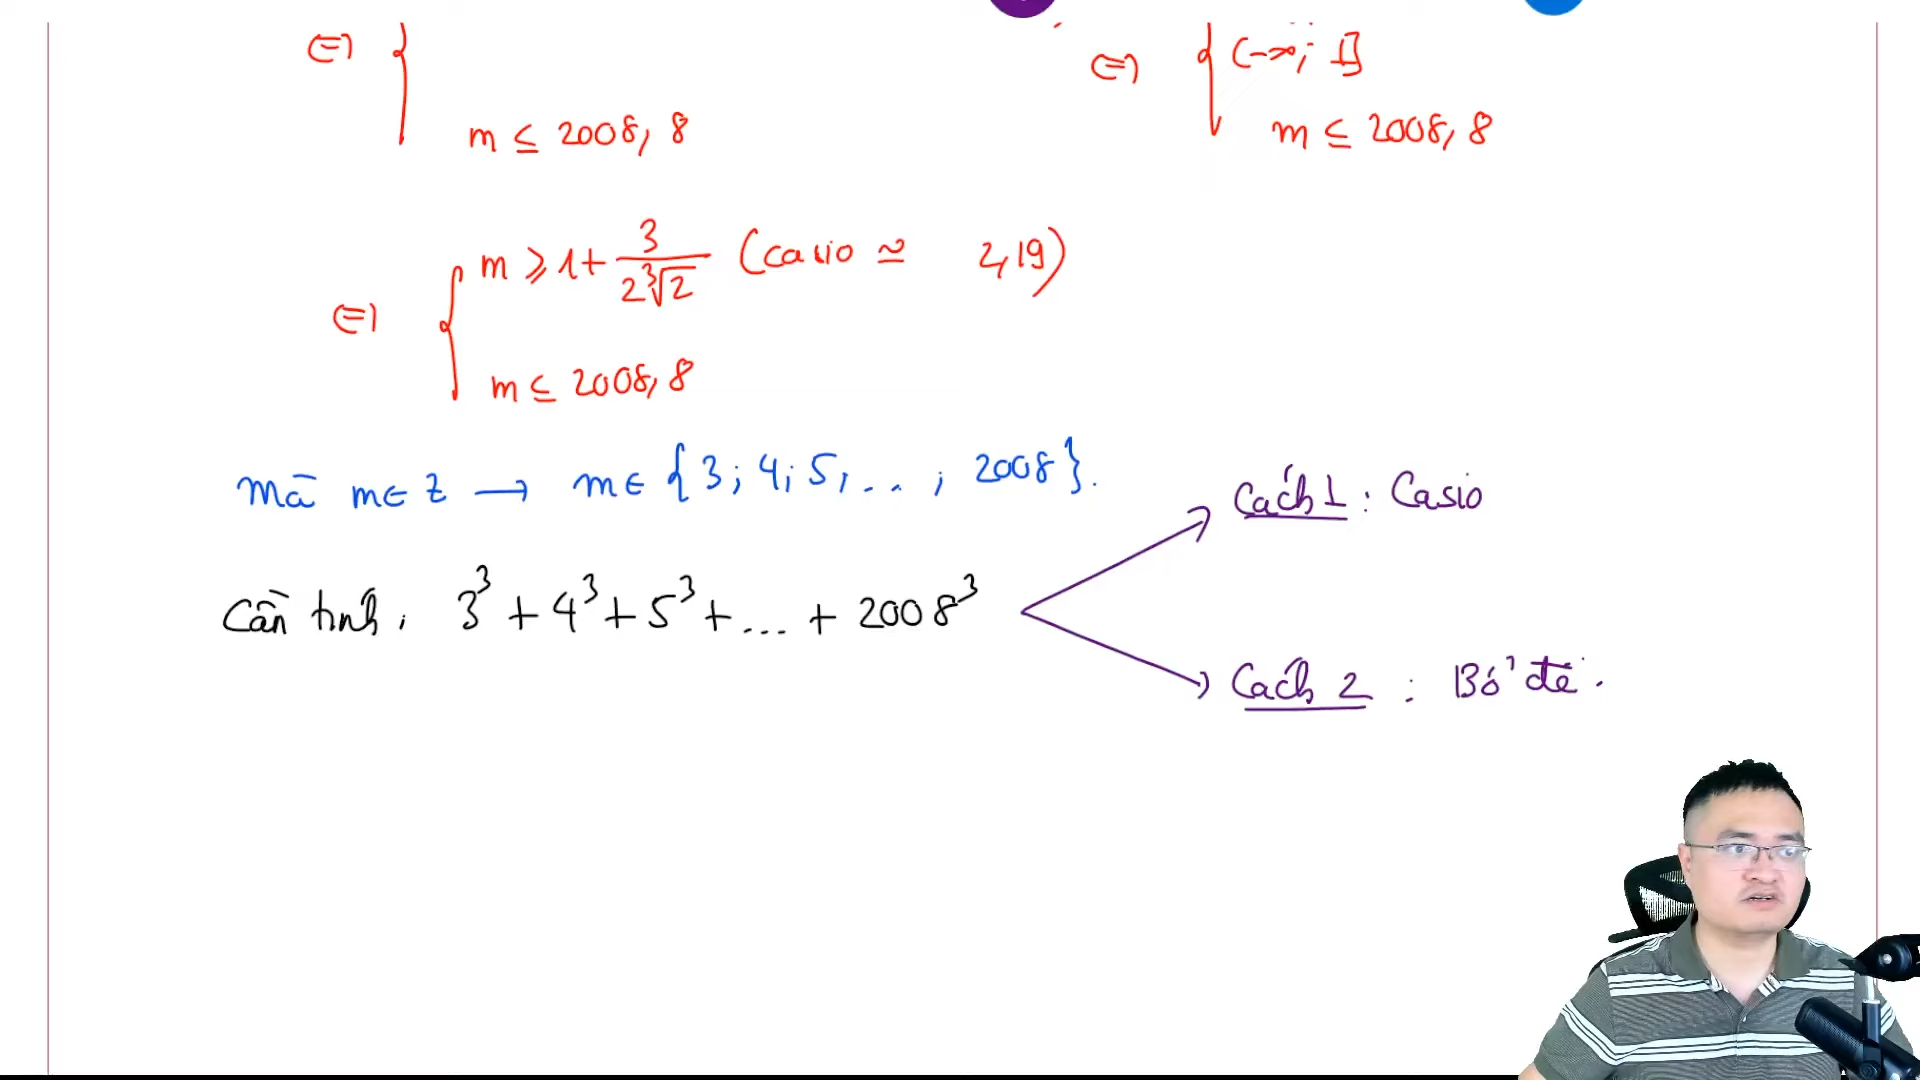 ⇔ {
m ≤ 2008,8
⇔ { (-∞; 1]
m ≤ 2008,8
⇔ { m ≥ 1 + 3/(2∛2) (casio ≃ 2,19)
m ≤ 2008,8
Mà m ∈ Z → m ∈ {3; 4; 5; ... ; 2008}.
Cần tính: 3³ + 4³ + 5³ + ... + 2008³
Cách 1 : Casio
Cách 2 : Bổ đề.